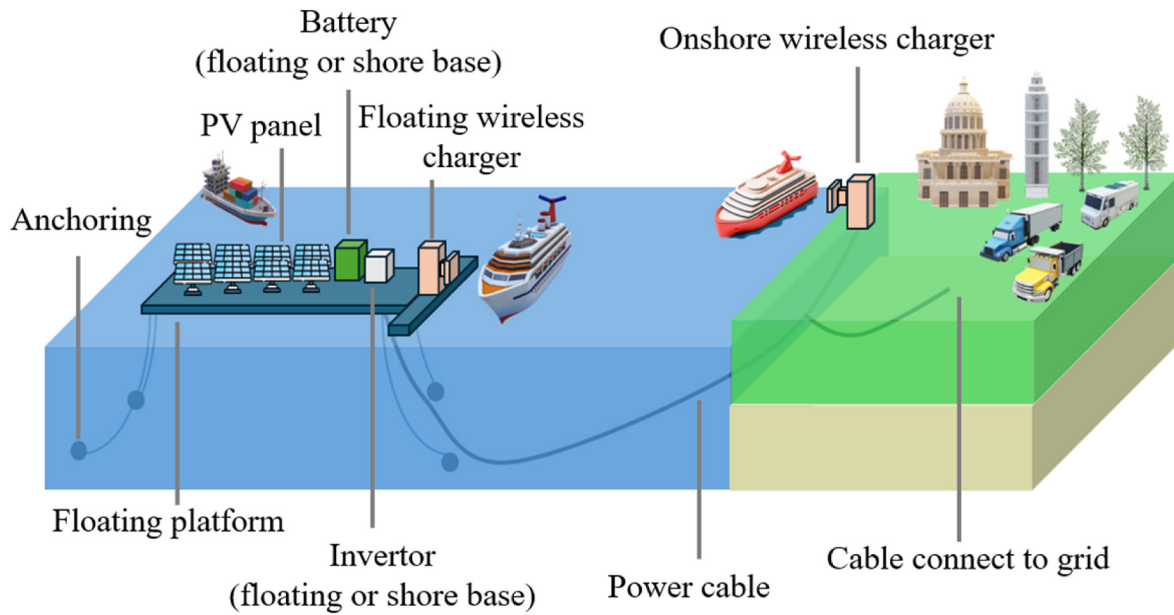 Battery
(floating or shore base)
Onshore wireless charger
PV panel
Floating wireless
charger
Anchoring
Floating platform
Invertor
(floating or shore base)
Power cable
Cable connect to grid